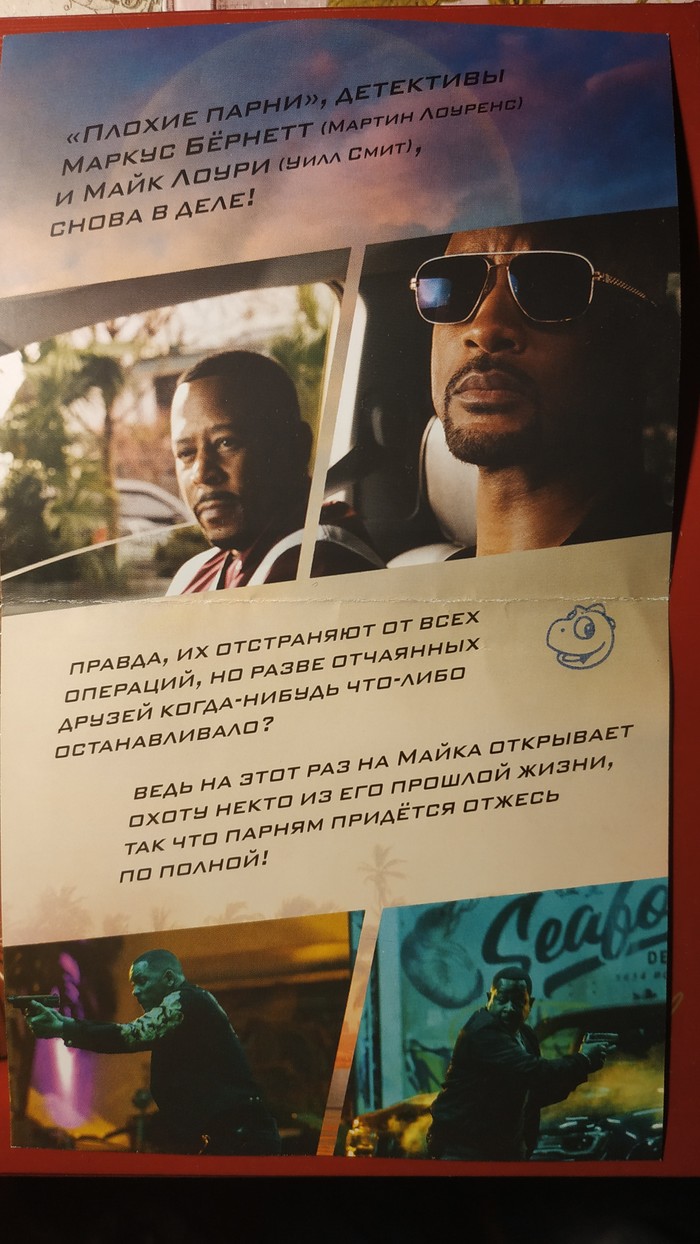 «Плохие парни», детективы
Маркус Бёрнетт (Мартин Лоуренс)
и Майк Лоури (Уилл Смит),
снова в деле!
Правда, их отстраняют от всех
операций, но разве отчаянных
друзей когда-нибудь что-либо
останавливало?
Ведь на этот раз на Майка открывает
охоту некто из его прошлой жизни,
так что парням придётся отжесь
по полной!
Seafo
DE